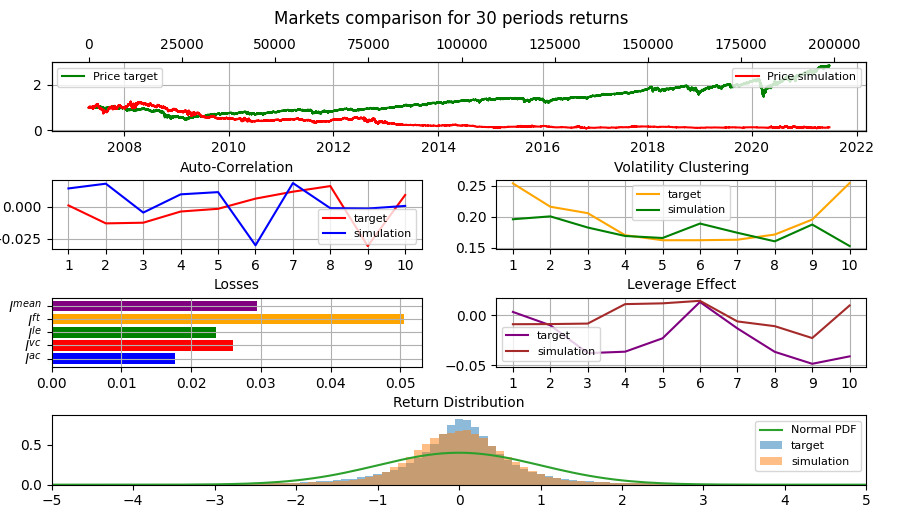 Markets comparison for 30 periods returns
0 25000 50000 75000 100000 125000 150000 175000 200000
Price target
Price simulation
2
0
2008 2010 2012 2014 2016 2018 2020 2022
Auto-Correlation
0.000
0.025
target
simulation
1 2 3 4 5 6 7 8 9 10
Volatility Clustering
0.25
0.20
0.15
target
simulation
1 2 3 4 5 6 7 8 9 10
Losses
l^mean
l^ft
l^le
l^vc
l^ac
0.00 0.01 0.02 0.03 0.04 0.05
Leverage Effect
0.00
−0.05
target
simulation
1 2 3 4 5 6 7 8 9 10
Return Distribution
0.5
0.0
Normal PDF
target
simulation
−5 −4 −3 −2 −1 0 1 2 3 4 5